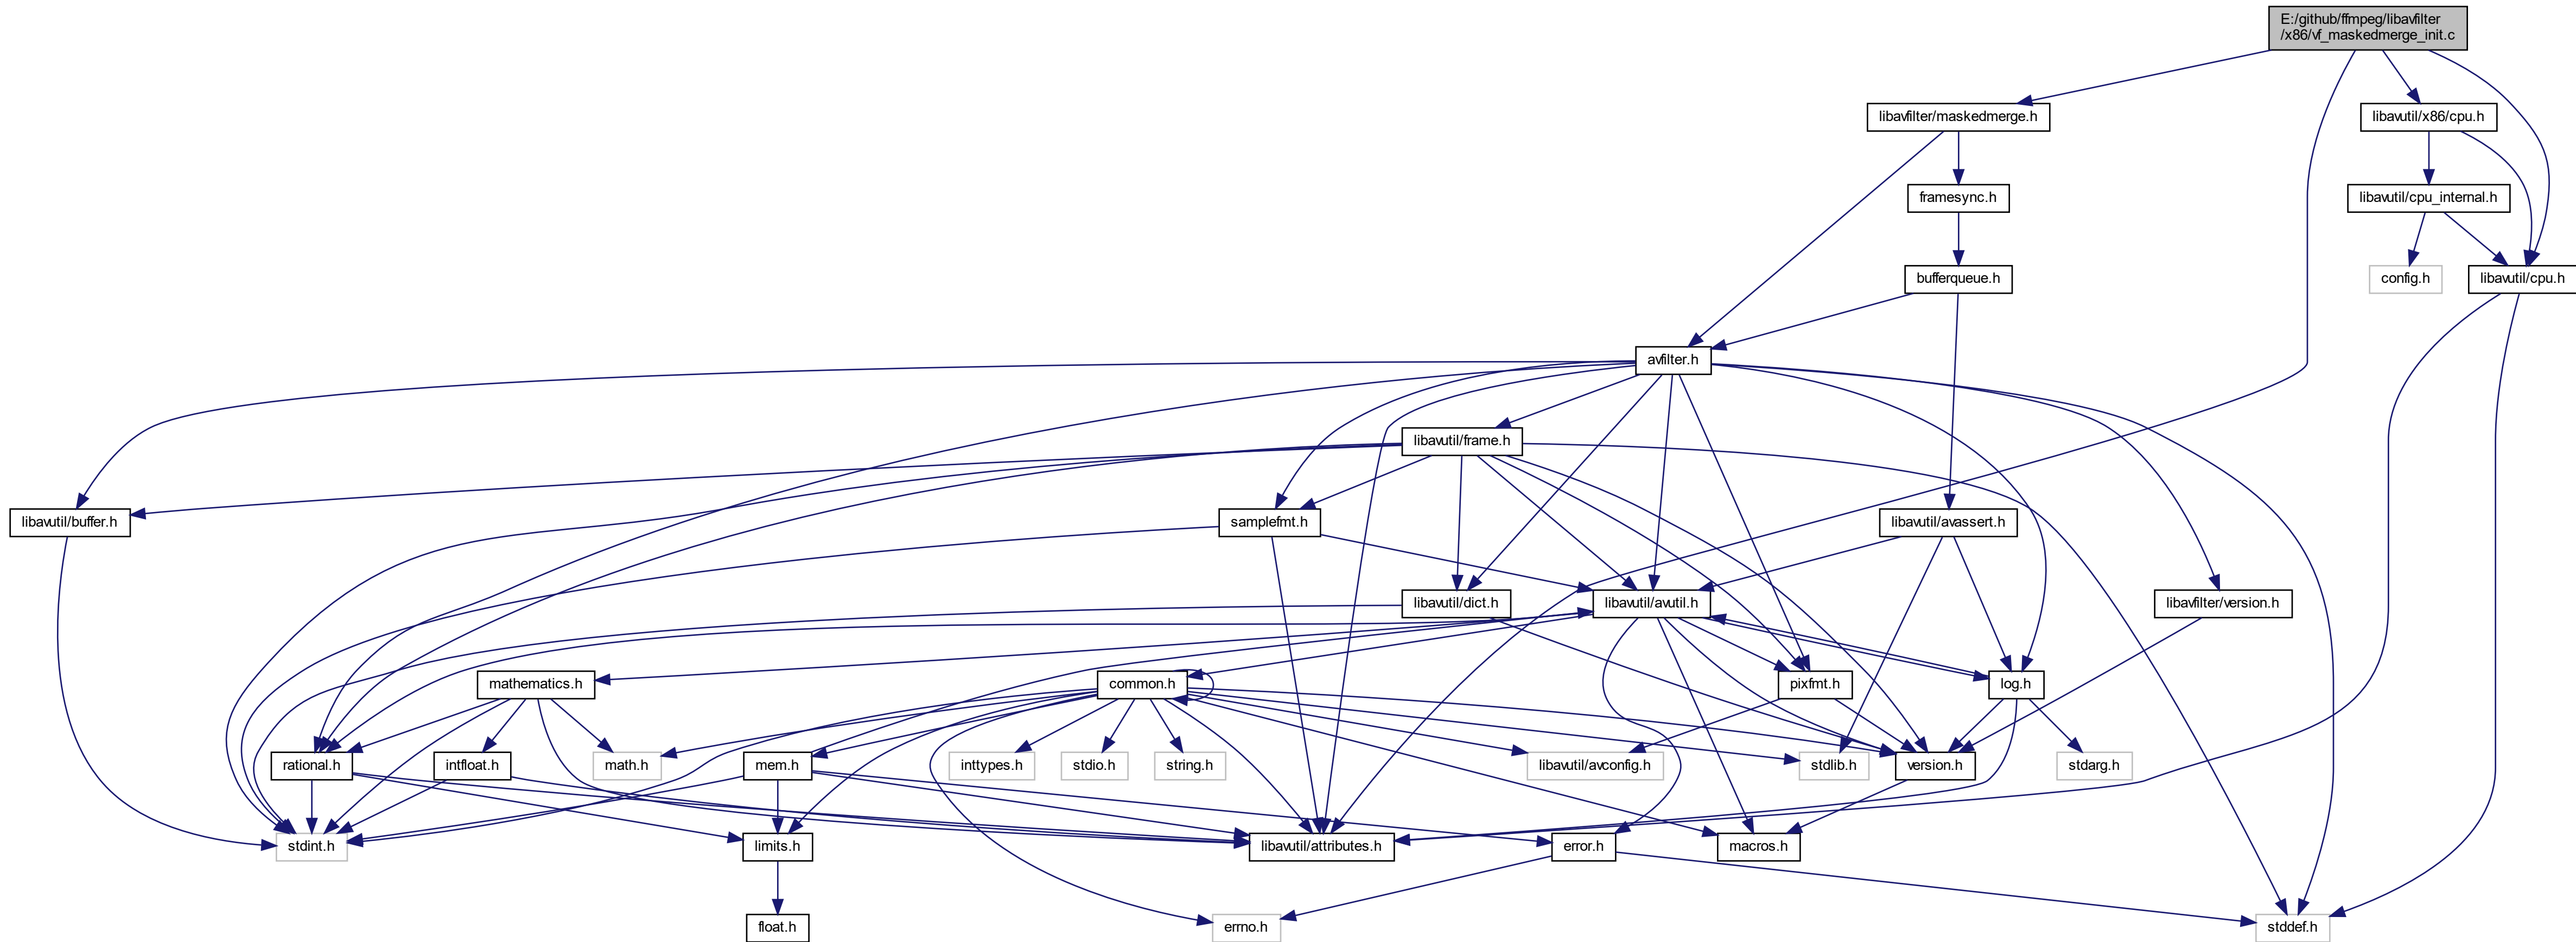 E:/github/ffmpeg/libavfilter
/x86/vf_maskedmerge_init.c
libavfilter/maskedmerge.h
libavutil/x86/cpu.h
framesync.h
libavutil/cpu_internal.h
bufferqueue.h
config.h
libavutil/cpu.h
avfilter.h
libavutil/frame.h
libavutil/buffer.h
samplefmt.h
libavutil/avassert.h
libavutil/dict.h
libavutil/avutil.h
libavfilter/version.h
mathematics.h
common.h
pixfmt.h
log.h
rational.h
intfloat.h
math.h
mem.h
inttypes.h
stdio.h
string.h
libavutil/avconfig.h
stdlib.h
version.h
stdarg.h
stdint.h
limits.h
libavutil/attributes.h
error.h
macros.h
float.h
errno.h
stddef.h